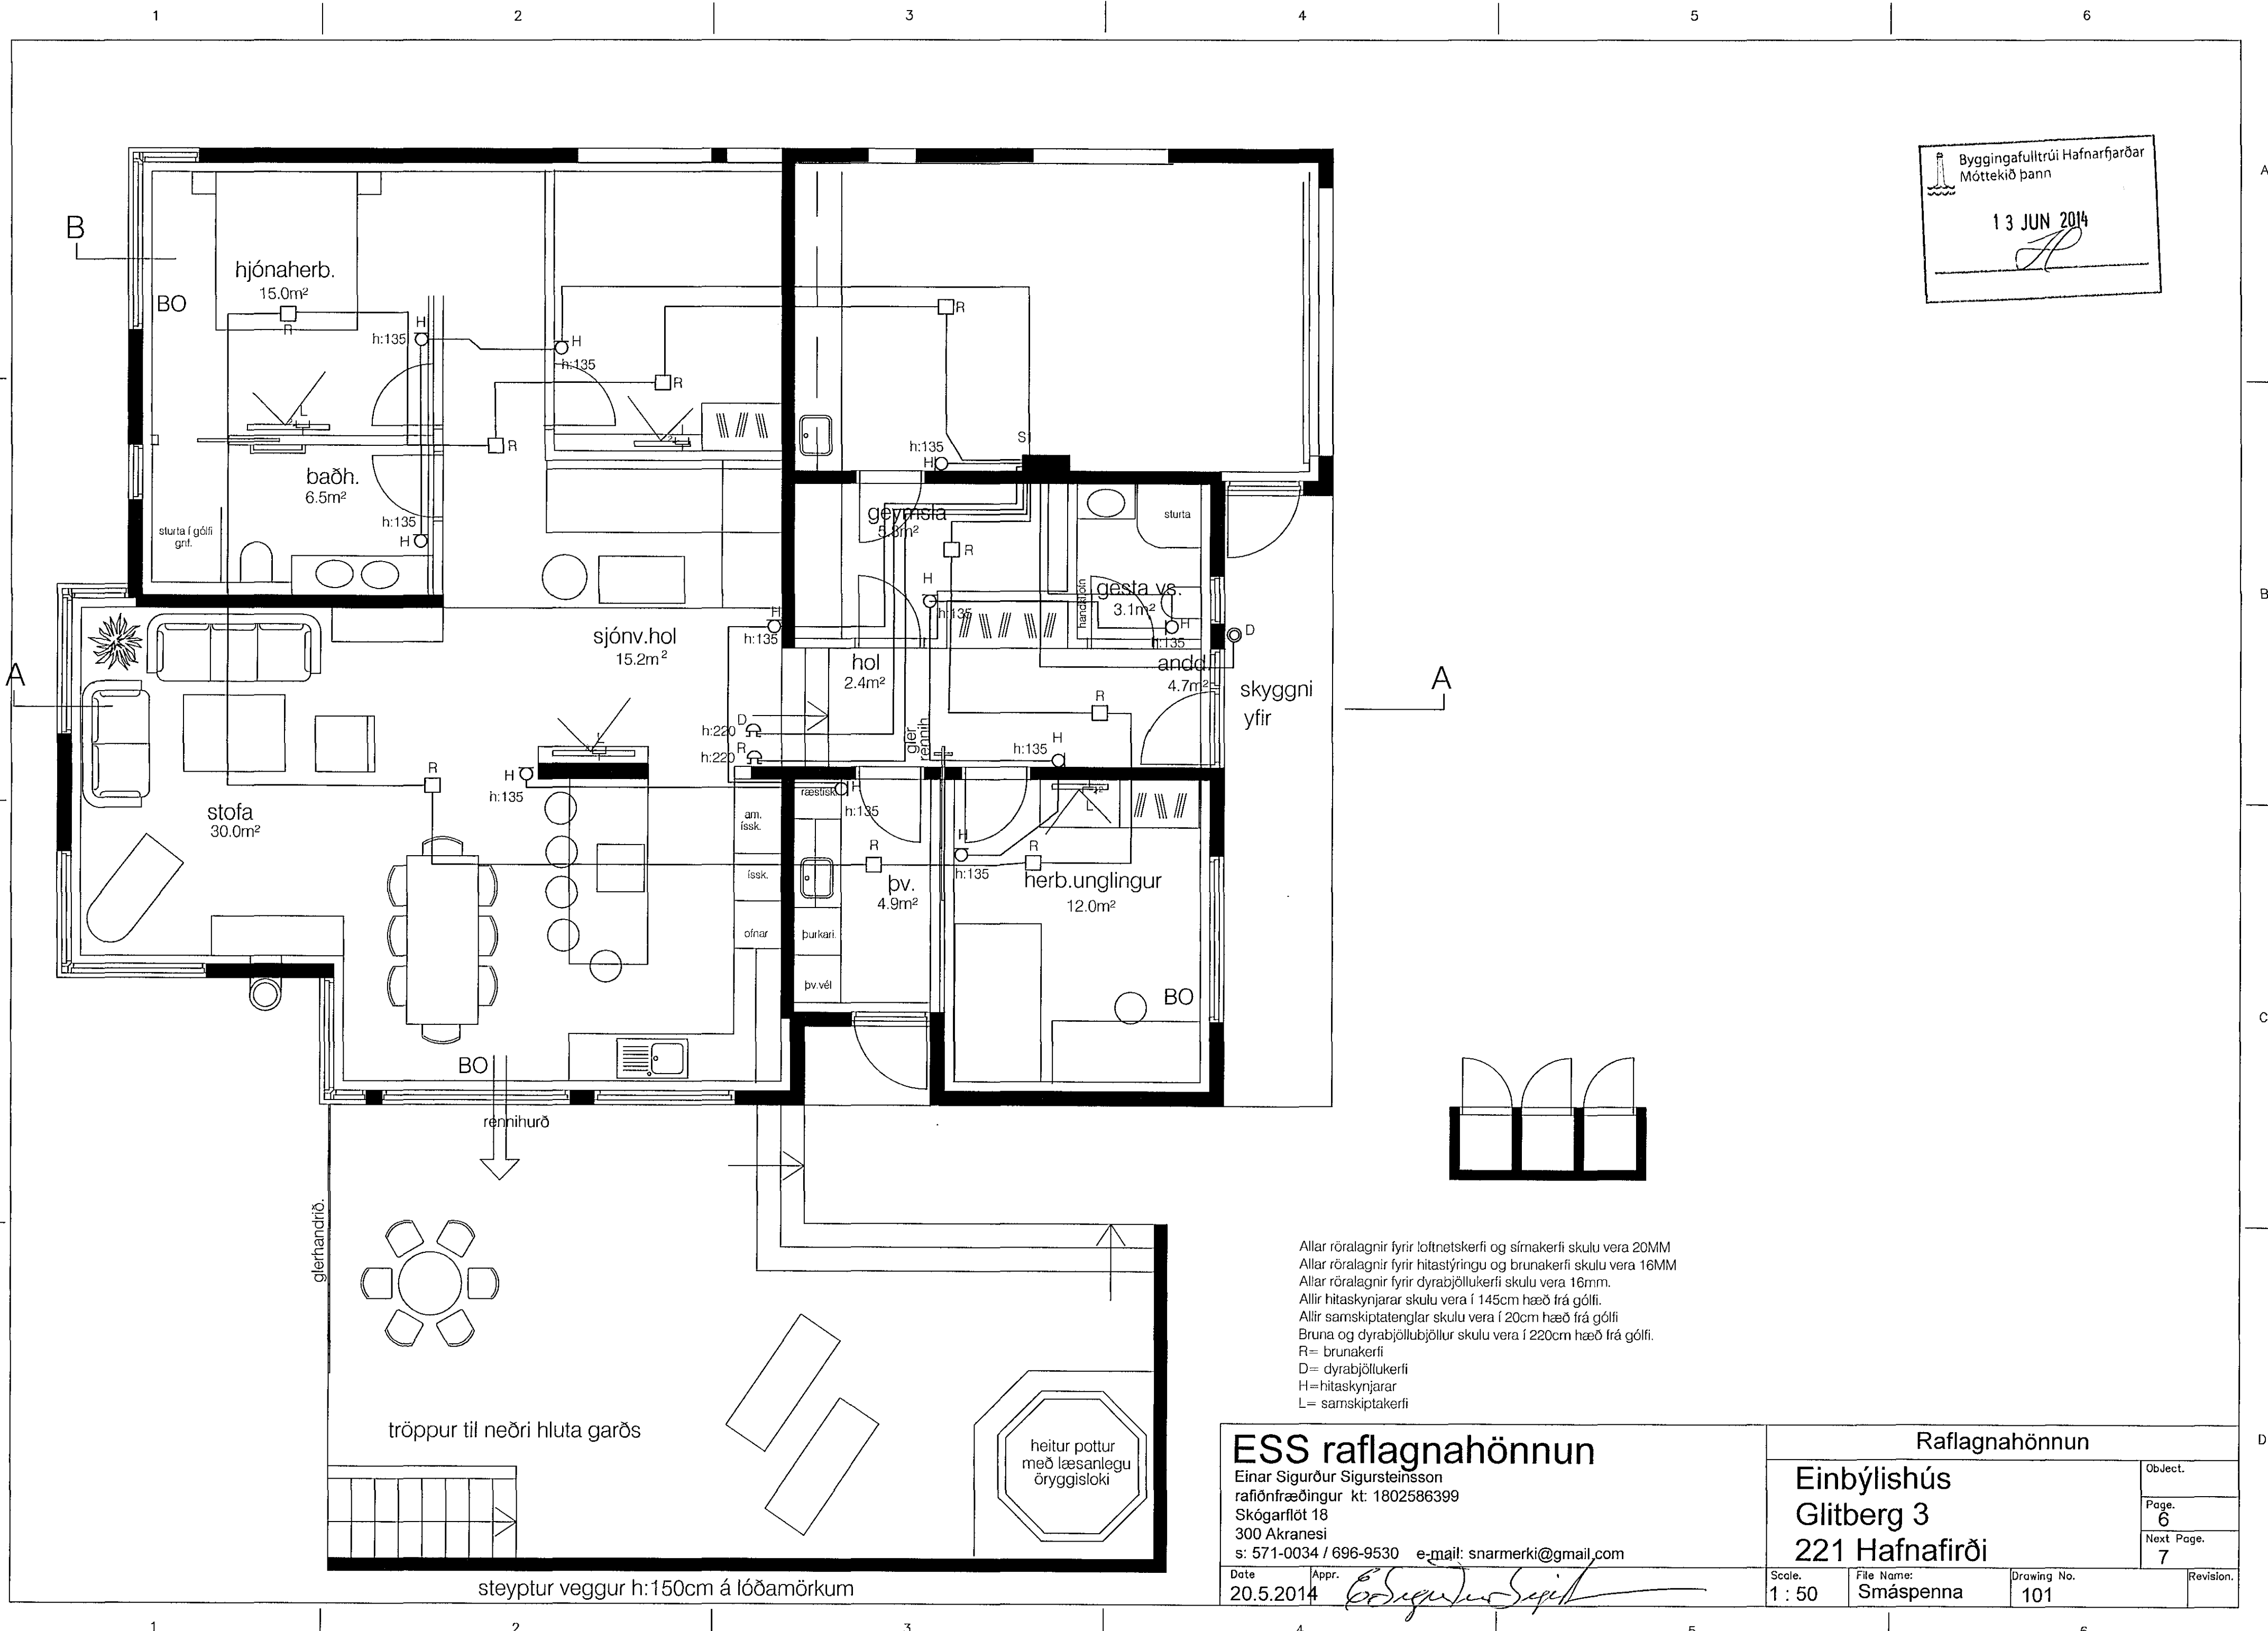 1 2 3 4 5 6
A
Byggingafulltrúi Hafnarfjarðar
Móttekið þann
13 JUN 2014
B
hjónaherb.
15.0m²
BO
R
H
h:135
H
h:135
R
R
L
R
L
baðh.
6.5m²
h:135
H
sturta í gólfi
h:135
H
S
geymsla
5.8m²
R
sturta
H
h:135
gesta vs.
3.1m²
handklæðaofn
H
h:135
D
B
sjónv.hol
15.2m²
H
h:135
hol
2.4m²
andd.
4.7m²
R
skyggni
yfir
A
A
D
h:220
R
h:220
gler
rennih
H
h:135
L
R
H
h:135
ræstisk.
H
h:135
am.
íssk.
stofa
30.0m²
L
H
h:135
R
R
íssk.
þv.
4.9m²
herb.unglingur
12.0m²
ofnar
þurkari.
þv.vél
BO
BO
C
rennihurð
glerhandrið.
Allar röralagnir fyrir loftnetskerfi og símakerfi skulu vera 20MM
Allar röralagnir fyrir hitastýringu og brunakerfi skulu vera 16MM
Allar röralagnir fyrir dyrabjöllukerfi skulu vera 16mm.
Allir hitaskynjarar skulu vera í 145cm hæð frá gólfi.
Allir samskiptatenglar skulu vera í 20cm hæð frá gólfi
Bruna og dyrabjöllubjöllur skulu vera í 220cm hæð frá gólfi.
R= brunakerfi
D= dyrabjöllukerfi
H=hitaskynjarar
L= samskiptakerfi
tröppur til neðri hluta garðs
heitur pottur
með læsanlegu
öryggisloki
steyptur veggur h:150cm á lóðamörkum
ESS raflagnahönnun
Einar Sigurður Sigursteinsson
rafiðnfræðingur kt: 1802586399
Skógarflöt 18
300 Akranesi
s: 571-0034 / 696-9530 e-mail: snarmerki@gmail.com
Date
20.5.2014
Appr.
Raflagnahönnun
Einbýlishús
Glitberg 3
221 Hafnafirði
Object.
Page.
6
Next Page.
7
Scale.
1 : 50
File Name:
Smáspenna
Drawing No.
101
Revision.
D
1 2 3 4 5 6